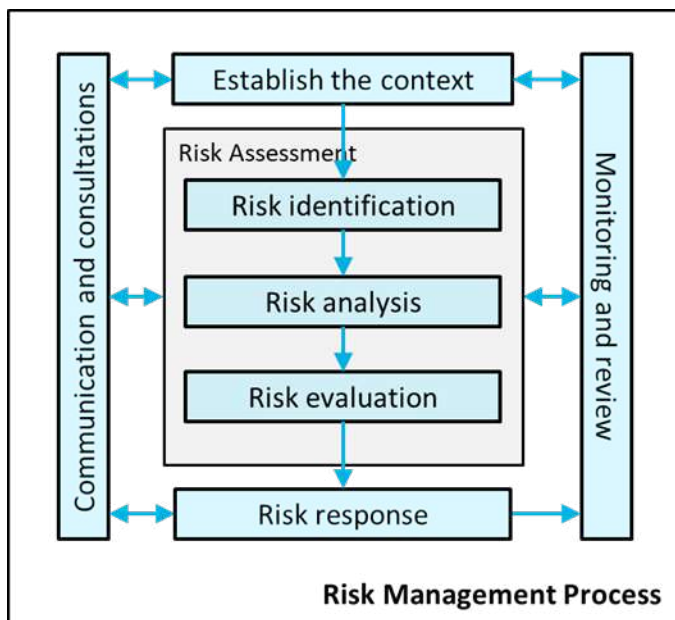 Communication and consultations
Establish the context
Risk Assessment
Risk identification
Risk analysis
Risk evaluation
Risk response
Monitoring and review
Risk Management Process